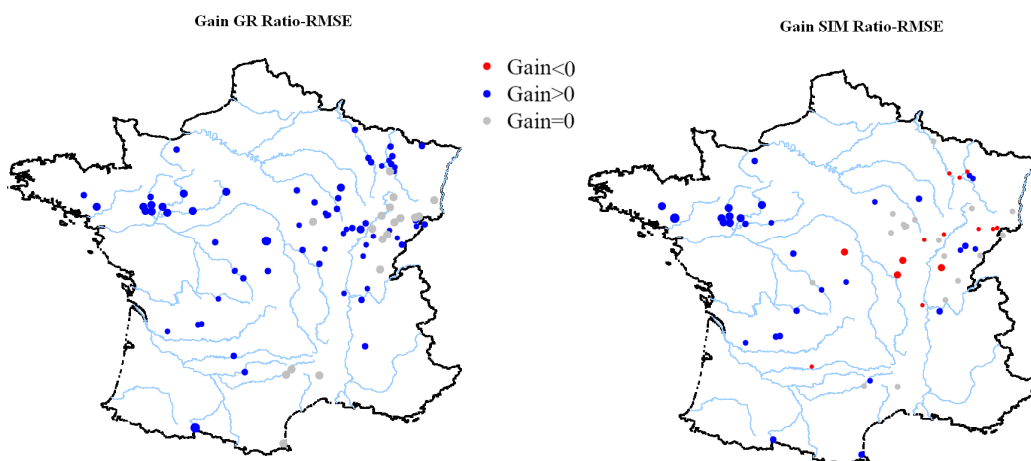 Gain GR Ratio-RMSE
Gain SIM Ratio-RMSE
Gain<0
Gain>0
Gain=0